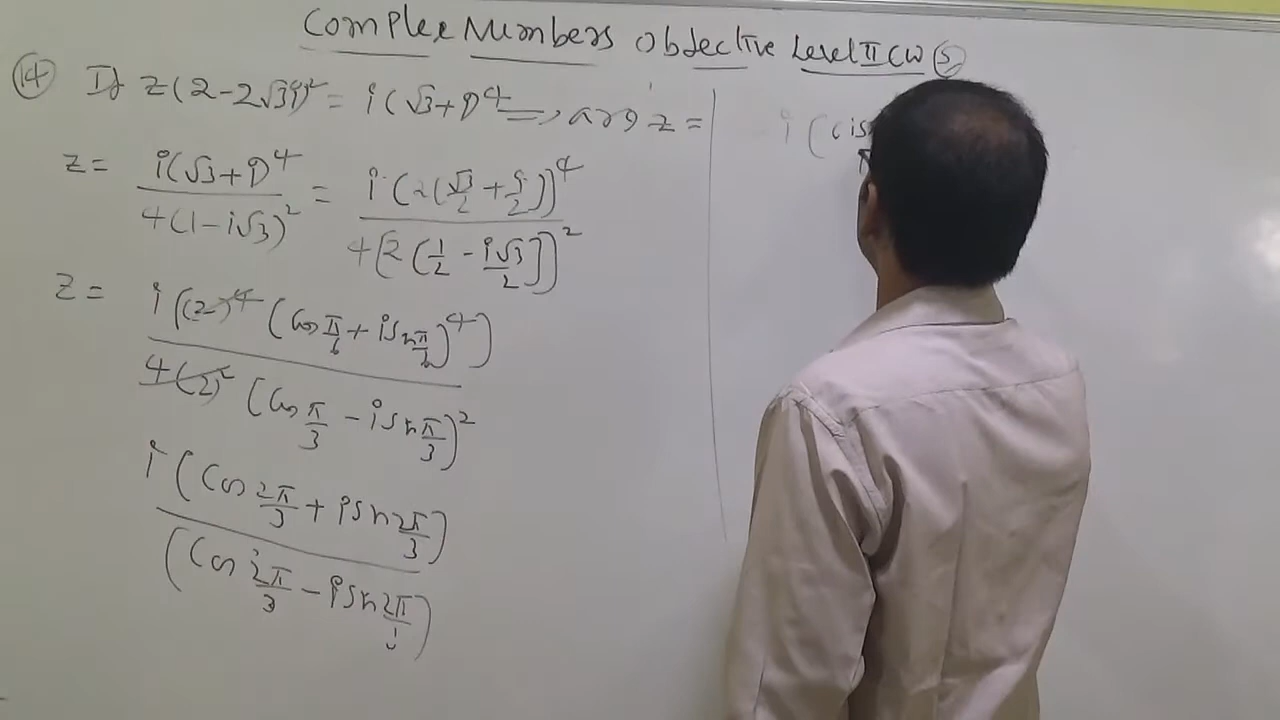 Complex Numbers Objective Level II CW (5)
(14) If z(2-2√3i)² = i(√3+i)⁴ ⇒, arg z =
z = i(√3+i)⁴ / 4(1-i√3)² = i(2(√3/2 + i/2))⁴ / 4[2(1/2 - i√3/2)]²
z = i((2)⁴ (Cos π/6 + i Sin π/6)⁴) / 4(2)² (Cos π/3 - i Sin π/3)²
i(Cos 2π/3 + i Sin 2π/3) / (Cos 2π/3 - i Sin 2π/3)
i (cis